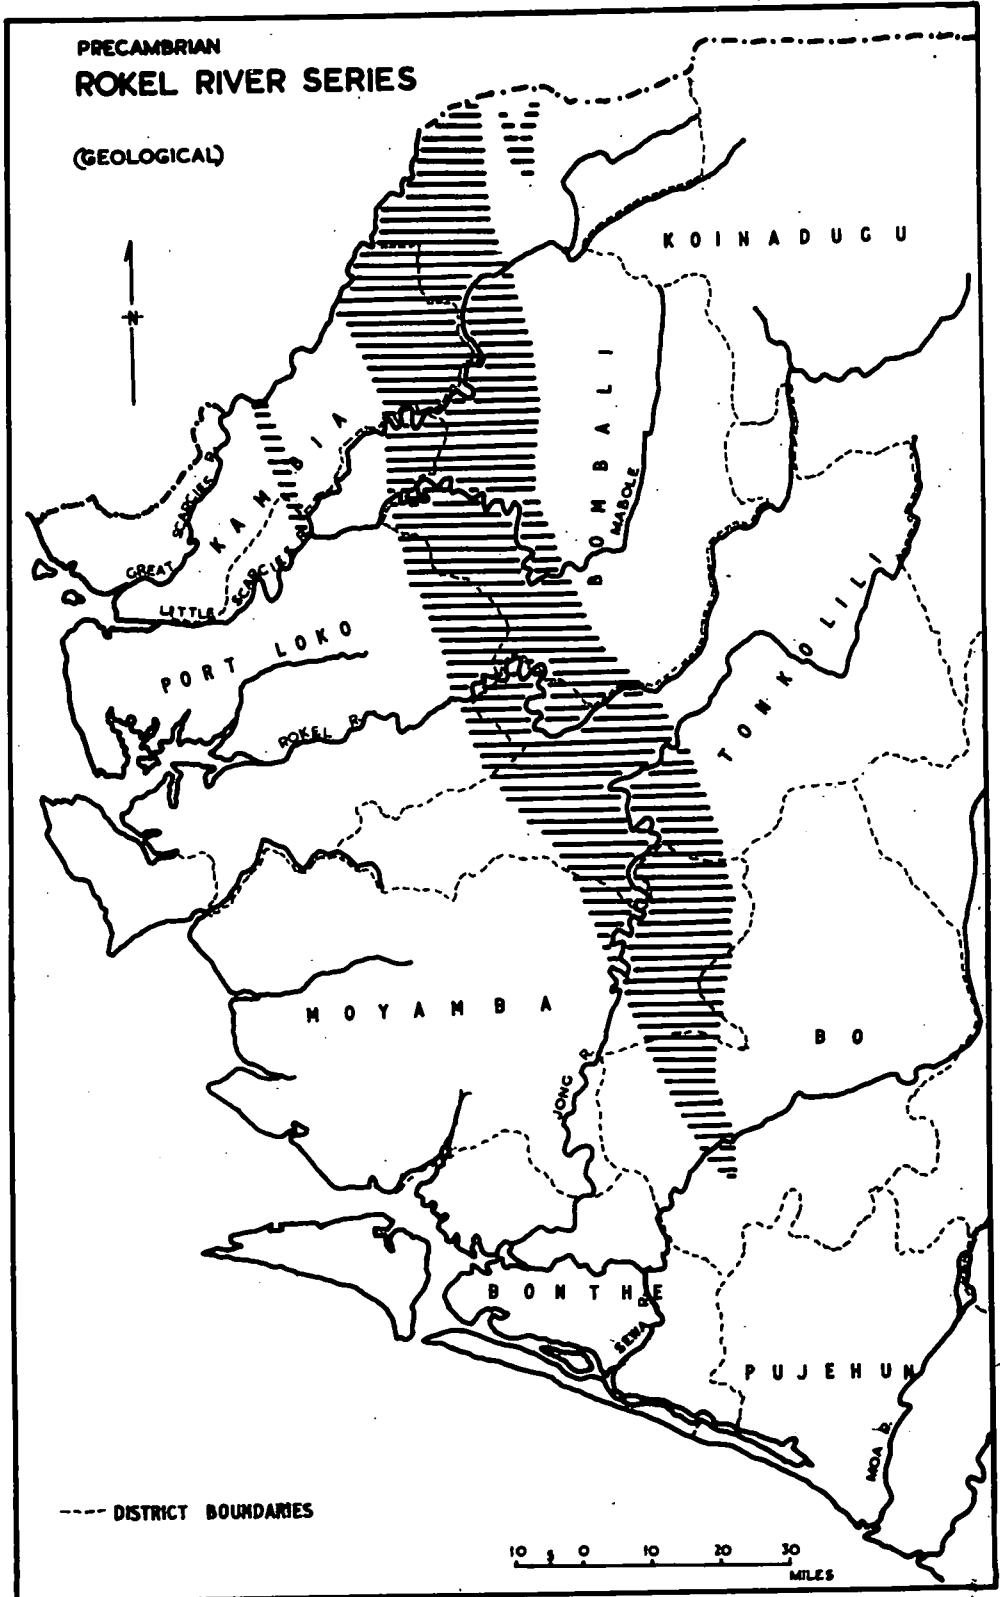 PRECAMBRIAN
ROKEL RIVER SERIES
(GEOLOGICAL)
N
KOINADUGU
BOMBALI
MABOLE
KAMBIA
GREAT SCARCIES R.
LITTLE SCARCIES R.
PORT LOKO
ROKEL R.
TONKOLILI
MOYAMBA
BO
JONG R.
BONTHE
SEWA R.
PUJEHUN
MOA R.
---- DISTRICT BOUNDARIES
10 5 0 10 20 30
MILES